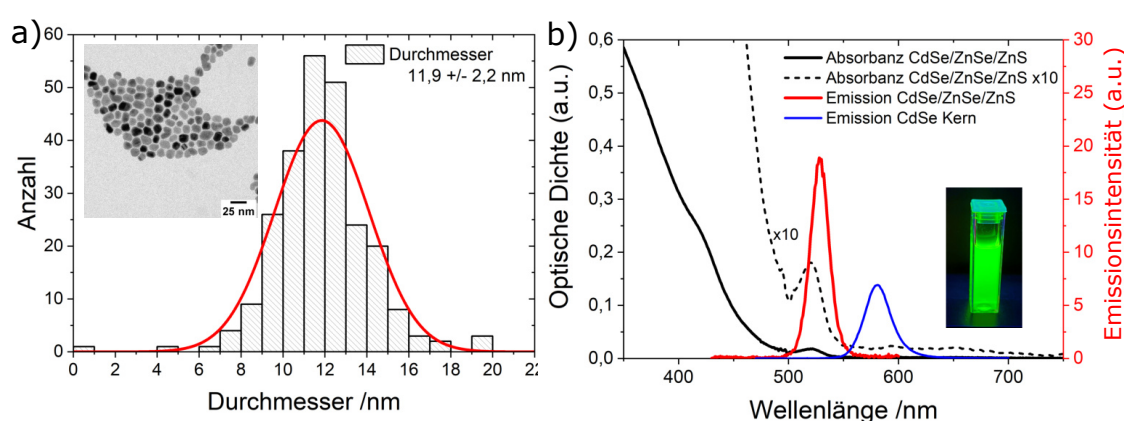 a)
60
50
40
30
20
10
0
Anzahl
Durchmesser
11,9 +/- 2,2 nm
25 nm
0 2 4 6 8 10 12 14 16 18 20 22
Durchmesser /nm
b)
0,6
0,5
0,4
0,3
0,2
0,1
0,0
Optische Dichte (a.u.)
Absorbanz CdSe/ZnSe/ZnS
Absorbanz CdSe/ZnSe/ZnS x10
Emission CdSe/ZnSe/ZnS
Emission CdSe Kern
x10
30
25
20
15
10
5
0
Emissionsintensität (a.u.)
400 500 600 700
Wellenlänge /nm